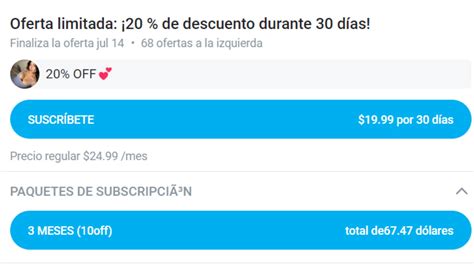 Oferta limitada: ¡20 % de descuento durante 30 días!
Finaliza la oferta jul 14 • 68 ofertas a la izquierda
20% OFF💕
SUSCRÍBETE $19.99 por 30 días
Precio regular $24.99 /mes
PAQUETES DE SUBSCRIPCIÃ³N
3 MESES (10off) total de67.47 dólares